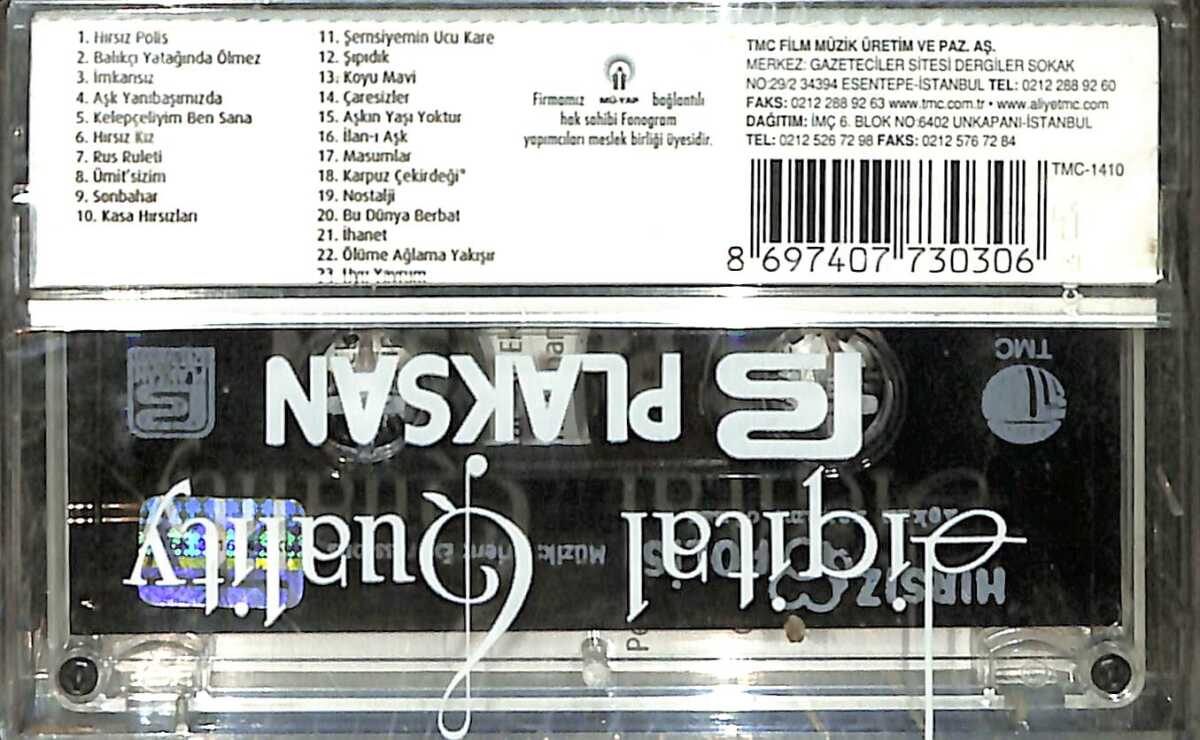 1. Hırsız Polis
2. Balıkçı Yatağında Ölmez
3. İmkansız
4. Aşk Yanıbaşımızda
5. Kelepçeliyim Ben Sana
6. Hırsız Kız
7. Rus Ruleti
8. Ümit'sizim
9. Sonbahar
10. Kasa Hırsızları
11. Şemsiyemin Ucu Kare
12. Şıpıdık
13. Koyu Mavi
14. Çaresizler
15. Aşkın Yaşı Yoktur
16. İlan-ı Aşk
17. Masumlar
18. Karpuz Çekirdeği*
19. Nostalji
20. Bu Dünya Berbat
21. İhanet
22. Ölüme Ağlama Yakışır
23. Uyu Yavrum
Firmamız MÜ-YAP bağlantılı
hak sahibi Fonogram
yapımcıları meslek birliği üyesidir.
TMC FİLM MÜZİK ÜRETİM VE PAZ. AŞ.
MERKEZ: GAZETECİLER SİTESİ DERGİLER SOKAK
NO:29/2 34394 ESENTEPE-İSTANBUL TEL: 0212 288 92 60
FAKS: 0212 288 92 63 www.tmc.com.tr • www.aliyetmc.com
DAĞITIM: İMÇ 6. BLOK NO:6402 UNKAPANI-İSTANBUL
TEL: 0212 526 72 98 FAKS: 0212 576 72 84
TMC-1410
8 697407 730306
TMC
PLAKSAN
Digital Quality
HIRSIZ POLİS
Müzik: